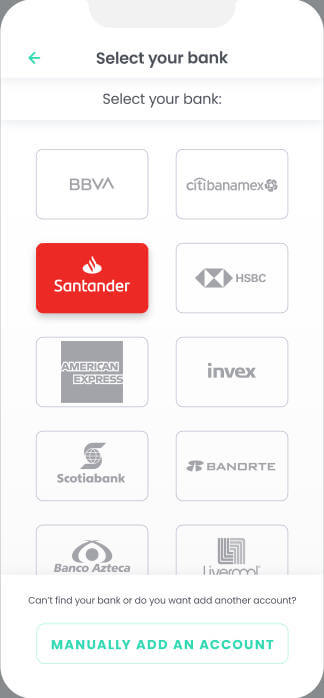 Select your bank
Select your bank:
BBVA
citibanamex
Santander
HSBC
AMERICAN
EXPRESS
invex
Scotiabank
BANORTE
Banco Azteca
Liverpool
Can't find your bank or do you want add another account?
MANUALLY ADD AN ACCOUNT